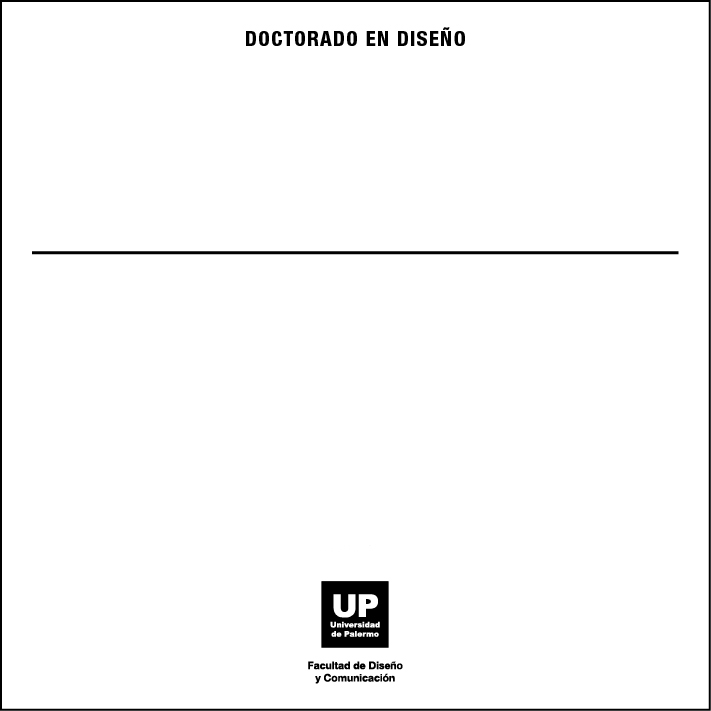 DOCTORADO EN DISEÑO
UP
Universidad
de Palermo
Facultad de Diseño
y Comunicación